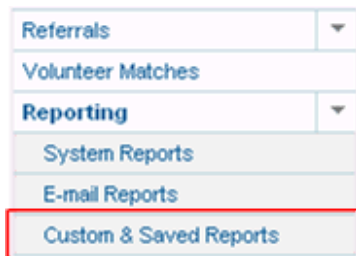 Referrals
Volunteer Matches
Reporting
System Reports
E-mail Reports
Custom & Saved Reports